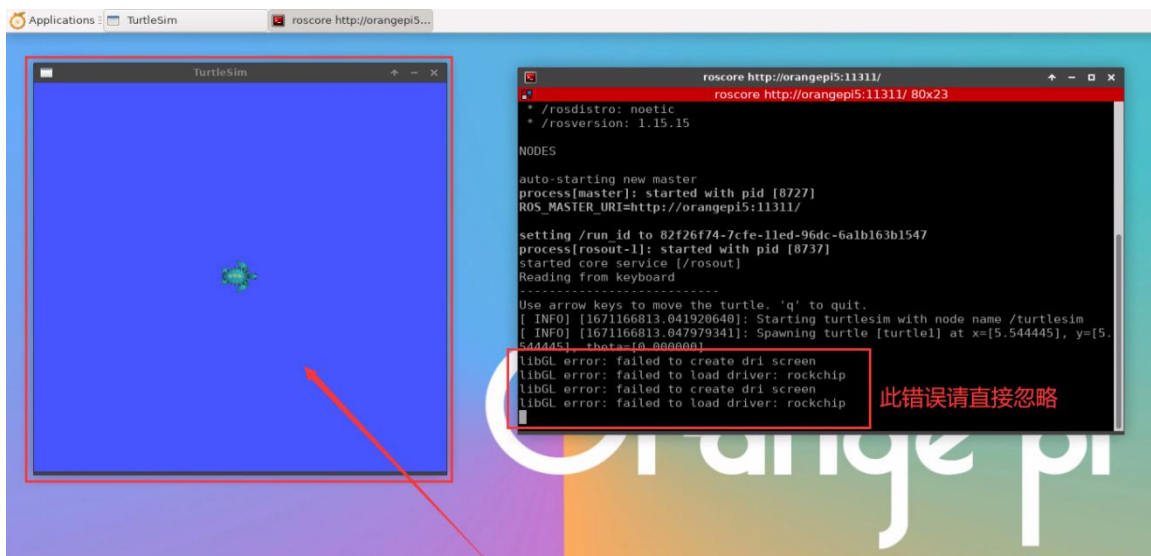 Applications
TurtleSim
roscore http://orangepi5...
TurtleSim
roscore http://orangepi5:11311/
roscore http://orangepi5:11311/ 80x23
* /rosdistro: noetic
* /rosversion: 1.15.15
NODES
auto-starting new master
process[master]: started with pid [8727]
ROS_MASTER_URI=http://orangepi5:11311/
setting /run_id to 82f26f74-7cfe-11ed-96dc-6a1b163b1547
process[rosout-1]: started with pid [8737]
started core service [/rosout]
Reading from keyboard
---------------------------
Use arrow keys to move the turtle. 'q' to quit.
[ INFO] [1671166813.041920640]: Starting turtlesim with node name /turtlesim
[ INFO] [1671166813.047979341]: Spawning turtle [turtle1] at x=[5.544445], y=[5.
544445], theta=[0.000000]
libGL error: failed to create dri screen
libGL error: failed to load driver: rockchip
libGL error: failed to create dri screen
libGL error: failed to load driver: rockchip
此错误请直接忽略
Orange pi